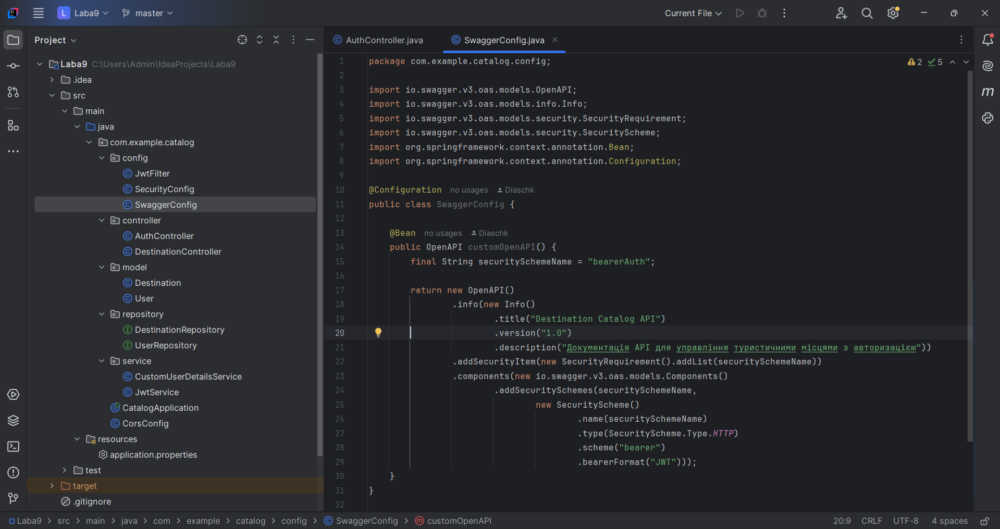 L Laba9 master Current File
Project
AuthController.java SwaggerConfig.java
Laba9 C:\Users\Admin\IdeaProjects\Laba9
.idea
src
main
java
com.example.catalog
config
JwtFilter
SecurityConfig
SwaggerConfig
controller
AuthController
DestinationController
model
Destination
User
repository
DestinationRepository
UserRepository
service
CustomUserDetailsService
JwtService
CatalogApplication
CorsConfig
resources
application.properties
test
target
.gitignore
2 5
1 package com.example.catalog.config;
2
3 import io.swagger.v3.oas.models.OpenAPI;
4 import io.swagger.v3.oas.models.info.Info;
5 import io.swagger.v3.oas.models.security.SecurityRequirement;
6 import io.swagger.v3.oas.models.security.SecurityScheme;
7 import org.springframework.context.annotation.Bean;
8 import org.springframework.context.annotation.Configuration;
9
10 @Configuration no usages Diaschk
11 public class SwaggerConfig {
12
13 @Bean no usages Diaschk
14 public OpenAPI customOpenAPI() {
15 final String securitySchemeName = "bearerAuth";
16
17 return new OpenAPI()
18 .info(new Info()
19 .title("Destination Catalog API")
20 .version("1.0")
21 .description("Документація API для управління туристичними місцями з авторизацією"))
22 .addSecurityItem(new SecurityRequirement().addList(securitySchemeName))
23 .components(new io.swagger.v3.oas.models.Components()
24 .addSecuritySchemes(securitySchemeName,
25 new SecurityScheme()
26 .name(securitySchemeName)
27 .type(SecurityScheme.Type.HTTP)
28 .scheme("bearer")
29 .bearerFormat("JWT")));
30 }
31 }
32
Laba9 > src > main > java > com > example > catalog > config > SwaggerConfig > customOpenAPI 20:9 CRLF UTF-8 4 spaces